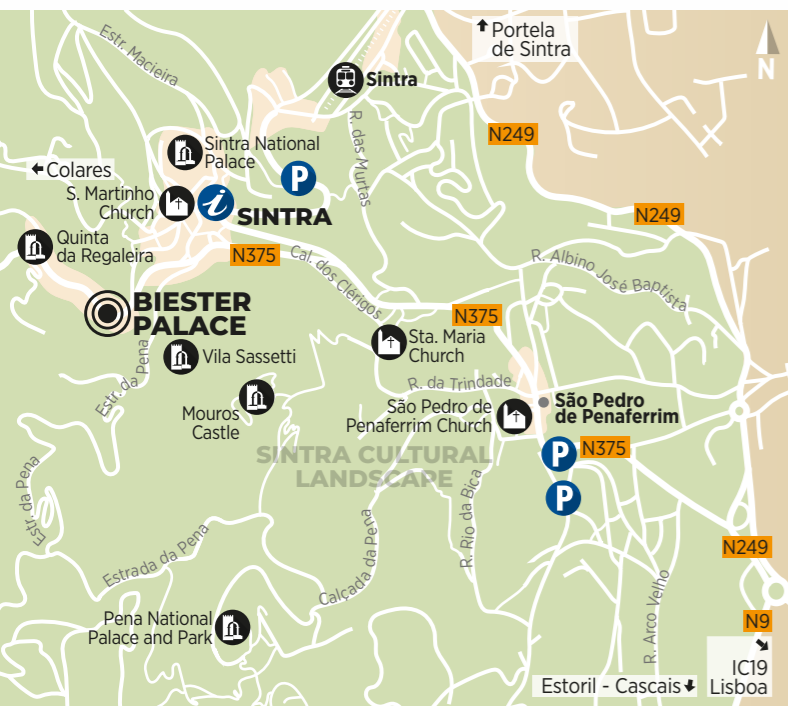 Portela
de Sintra
N
Estr. Macieira
Sintra
N249
R. das Murtas
Sintra National
Palace
P
Colares
S. Martinho
Church
i
SINTRA
N249
Quinta
da Regaleira
N375
Cal. dos Clérigos
R. Albino José Baptista
BIESTER
PALACE
N375
Sta. Maria
Church
Vila Sassetti
Estr. da Pena
R. da Trindade
Mouros
Castle
São Pedro de
Penaferrim Church
São Pedro
de Penaferrim
SINTRA CULTURAL
LANDSCAPE
P
N375
P
Estr. da Pena
R. Rio da Bica
Calçada da Pena
Estrada da Pena
N249
R. Arco Velho
Pena National
Palace and Park
N9
IC19
Lisboa
Estoril - Cascais